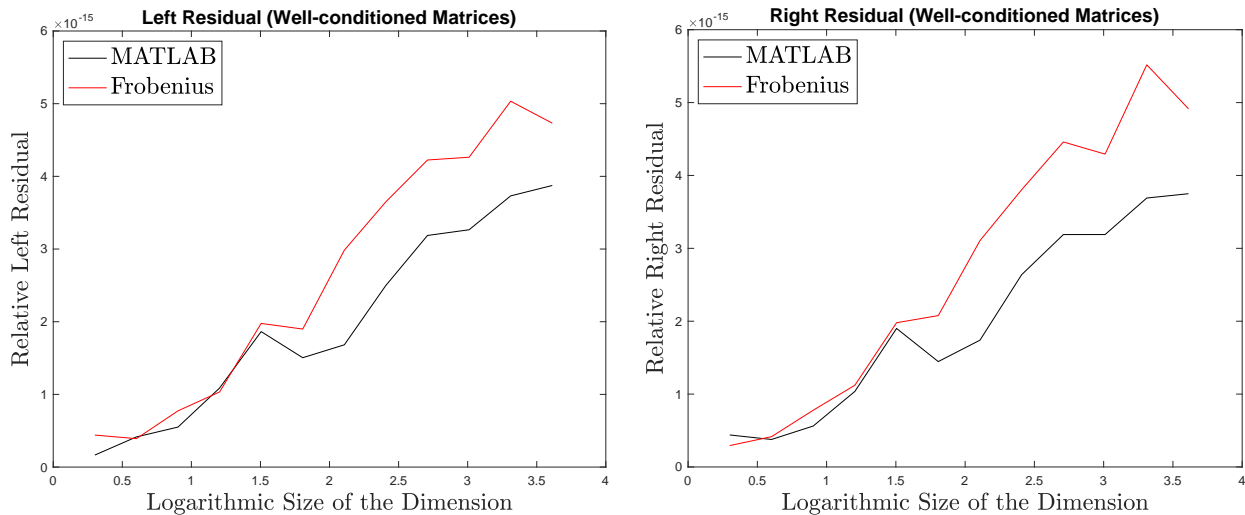 Left Residual (Well-conditioned Matrices)
×10^-15
MATLAB
Frobenius
Relative Left Residual
6
5
4
3
2
1
0
0 0.5 1 1.5 2 2.5 3 3.5 4
Logarithmic Size of the Dimension
Right Residual (Well-conditioned Matrices)
×10^-15
MATLAB
Frobenius
Relative Right Residual
6
5
4
3
2
1
0
0 0.5 1 1.5 2 2.5 3 3.5 4
Logarithmic Size of the Dimension